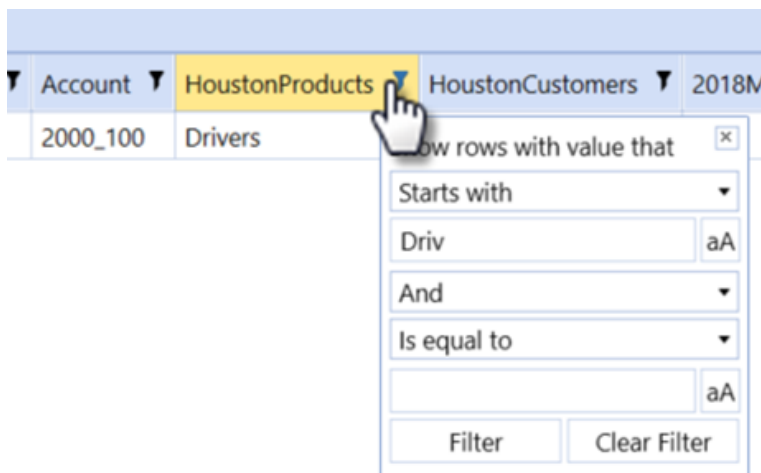 Account HoustonProducts HoustonCustomers 2018M
2000_100 Drivers
rows with value that
Starts with
Driv
aA
And
Is equal to
aA
Filter Clear Filter